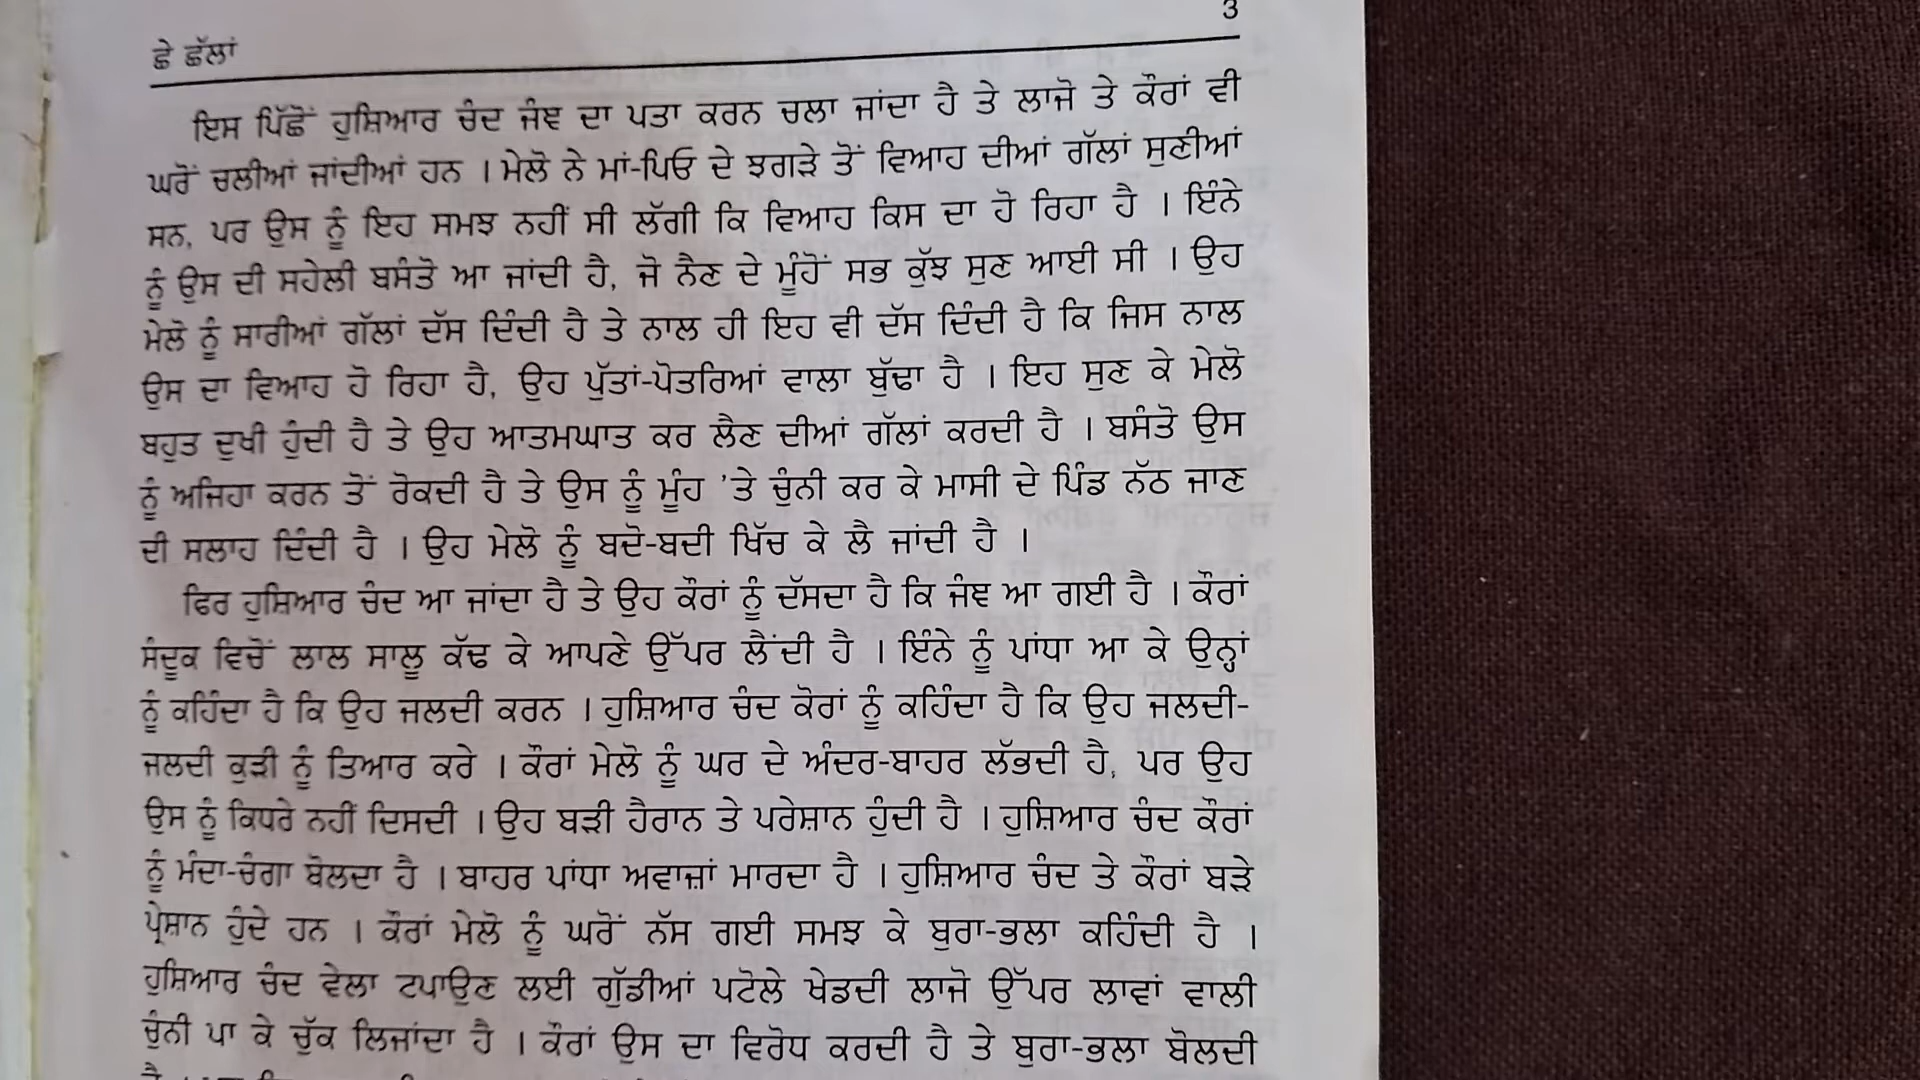 3
ਛੇ ਛੱਲਾਂ
ਇਸ ਪਿੱਛੋਂ ਹੁਸ਼ਿਆਰ ਚੰਦ ਜੰਞ ਦਾ ਪਤਾ ਕਰਨ ਚਲਾ ਜਾਂਦਾ ਹੈ ਤੇ ਲਾਜੋ ਤੇ ਕੌਰਾਂ ਵੀ
ਘਰੋਂ ਚਲੀਆਂ ਜਾਂਦੀਆਂ ਹਨ । ਮੇਲੋ ਨੇ ਮਾਂ-ਪਿਓ ਦੇ ਝਗੜੇ ਤੋਂ ਵਿਆਹ ਦੀਆਂ ਗੱਲਾਂ ਸੁਣੀਆਂ
ਸਨ, ਪਰ ਉਸ ਨੂੰ ਇਹ ਸਮਝ ਨਹੀਂ ਸੀ ਲੱਗੀ ਕਿ ਵਿਆਹ ਕਿਸ ਦਾ ਹੋ ਰਿਹਾ ਹੈ । ਇੰਨੇ
ਨੂੰ ਉਸ ਦੀ ਸਹੇਲੀ ਬਸੰਤੋ ਆ ਜਾਂਦੀ ਹੈ, ਜੋ ਨੈਣ ਦੇ ਮੂੰਹੋਂ ਸਭ ਕੁੱਝ ਸੁਣ ਆਈ ਸੀ । ਉਹ
ਮੇਲੋ ਨੂੰ ਸਾਰੀਆਂ ਗੱਲਾਂ ਦੱਸ ਦਿੰਦੀ ਹੈ ਤੇ ਨਾਲ ਹੀ ਇਹ ਵੀ ਦੱਸ ਦਿੰਦੀ ਹੈ ਕਿ ਜਿਸ ਨਾਲ
ਉਸ ਦਾ ਵਿਆਹ ਹੋ ਰਿਹਾ ਹੈ, ਉਹ ਪੁੱਤਾਂ-ਪੋਤਰਿਆਂ ਵਾਲਾ ਬੁੱਢਾ ਹੈ । ਇਹ ਸੁਣ ਕੇ ਮੇਲੋ
ਬਹੁਤ ਦੁਖੀ ਹੁੰਦੀ ਹੈ ਤੇ ਉਹ ਆਤਮਘਾਤ ਕਰ ਲੈਣ ਦੀਆਂ ਗੱਲਾਂ ਕਰਦੀ ਹੈ । ਬਸੰਤੋ ਉਸ
ਨੂੰ ਅਜਿਹਾ ਕਰਨ ਤੋਂ ਰੋਕਦੀ ਹੈ ਤੇ ਉਸ ਨੂੰ ਮੂੰਹ ’ਤੇ ਚੁੰਨੀ ਕਰ ਕੇ ਮਾਸੀ ਦੇ ਪਿੰਡ ਨੱਠ ਜਾਣ
ਦੀ ਸਲਾਹ ਦਿੰਦੀ ਹੈ । ਉਹ ਮੇਲੋ ਨੂੰ ਬਦੋ-ਬਦੀ ਖਿੱਚ ਕੇ ਲੈ ਜਾਂਦੀ ਹੈ ।
ਫਿਰ ਹੁਸ਼ਿਆਰ ਚੰਦ ਆ ਜਾਂਦਾ ਹੈ ਤੇ ਉਹ ਕੌਰਾਂ ਨੂੰ ਦੱਸਦਾ ਹੈ ਕਿ ਜੰਞ ਆ ਗਈ ਹੈ । ਕੌਰਾਂ
ਸੰਦੂਕ ਵਿਚੋਂ ਲਾਲ ਸਾਲੂ ਕੱਢ ਕੇ ਆਪਣੇ ਉੱਪਰ ਲੈਂਦੀ ਹੈ । ਇੰਨੇ ਨੂੰ ਪਾਂਧਾ ਆ ਕੇ ਉਨ੍ਹਾਂ
ਨੂੰ ਕਹਿੰਦਾ ਹੈ ਕਿ ਉਹ ਜਲਦੀ ਕਰਨ । ਹੁਸ਼ਿਆਰ ਚੰਦ ਕੋਰਾਂ ਨੂੰ ਕਹਿੰਦਾ ਹੈ ਕਿ ਉਹ ਜਲਦੀ-
ਜਲਦੀ ਕੁੜੀ ਨੂੰ ਤਿਆਰ ਕਰੇ । ਕੌਰਾਂ ਮੇਲੋ ਨੂੰ ਘਰ ਦੇ ਅੰਦਰ-ਬਾਹਰ ਲੱਭਦੀ ਹੈ, ਪਰ ਉਹ
ਉਸ ਨੂੰ ਕਿਧਰੇ ਨਹੀਂ ਦਿਸਦੀ । ਉਹ ਬੜੀ ਹੈਰਾਨ ਤੇ ਪਰੇਸ਼ਾਨ ਹੁੰਦੀ ਹੈ । ਹੁਸ਼ਿਆਰ ਚੰਦ ਕੌਰਾਂ
ਨੂੰ ਮੰਦਾ-ਚੰਗਾ ਬੋਲਦਾ ਹੈ । ਬਾਹਰ ਪਾਂਧਾ ਅਵਾਜ਼ਾਂ ਮਾਰਦਾ ਹੈ । ਹੁਸ਼ਿਆਰ ਚੰਦ ਤੇ ਕੌਰਾਂ ਬੜੇ
ਪ੍ਰੇਸ਼ਾਨ ਹੁੰਦੇ ਹਨ । ਕੌਰਾਂ ਮੇਲੋ ਨੂੰ ਘਰੋਂ ਨੱਸ ਗਈ ਸਮਝ ਕੇ ਬੁਰਾ-ਭਲਾ ਕਹਿੰਦੀ ਹੈ ।
ਹੁਸ਼ਿਆਰ ਚੰਦ ਵੇਲਾ ਟਪਾਉਣ ਲਈ ਗੁੱਡੀਆਂ ਪਟੋਲੇ ਖੇਡਦੀ ਲਾਜੋ ਉੱਪਰ ਲਾਵਾਂ ਵਾਲੀ
ਚੁੰਨੀ ਪਾ ਕੇ ਚੁੱਕ ਲਿਜਾਂਦਾ ਹੈ । ਕੌਰਾਂ ਉਸ ਦਾ ਵਿਰੋਧ ਕਰਦੀ ਹੈ ਤੇ ਬੁਰਾ-ਭਲਾ ਬੋਲਦੀ